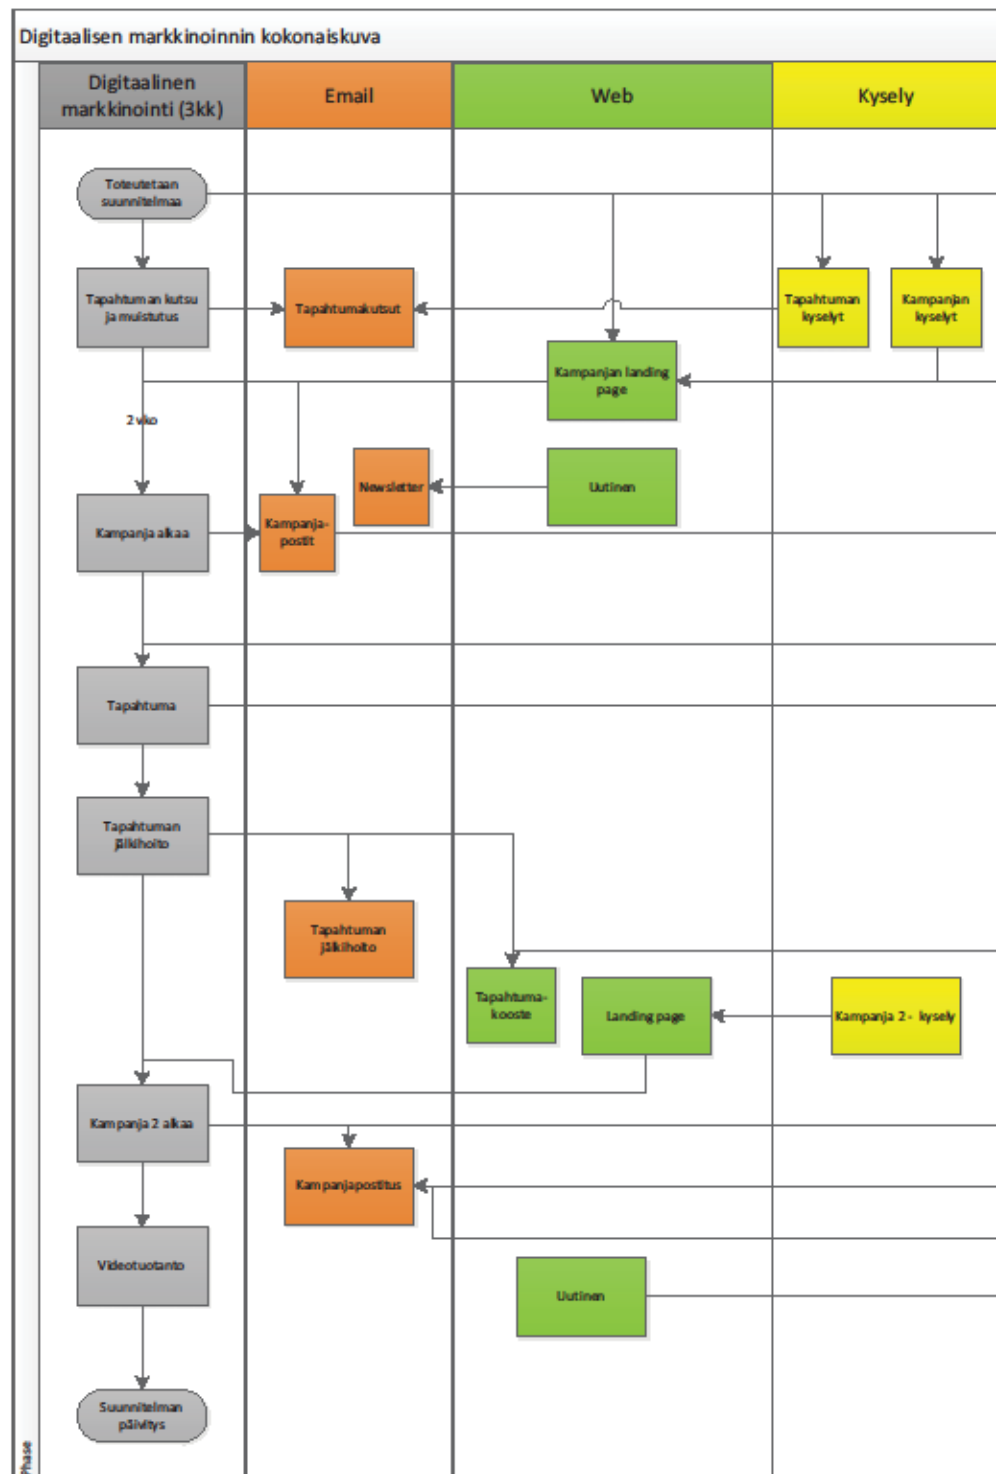 Digitaalisen markkinoinnin kokonaiskuva
Digitaalinen
markkinointi (3kk)
Email
Web
Kysely
Toteutetaan
suunnitelmaa
Tapahtuman kutsu
ja muistutus
Tapahtumakutsut
Tapahtuman
kyselyt
Kampanjan
kyselyt
Kampanjan landing
page
2 vko
Newsletter
Uutinen
Kampanja alkaa
Kampanja-
postit
Tapahtuma
Tapahtuman
jälkihoito
Tapahtuman
jälkihoito
Tapahtuma-
kooste
Landing page
Kampanja 2 - kysely
Kampanja 2 alkaa
Kampanjapostitus
Videotuotanto
Uutinen
Suunnitelman
päivitys
Phase